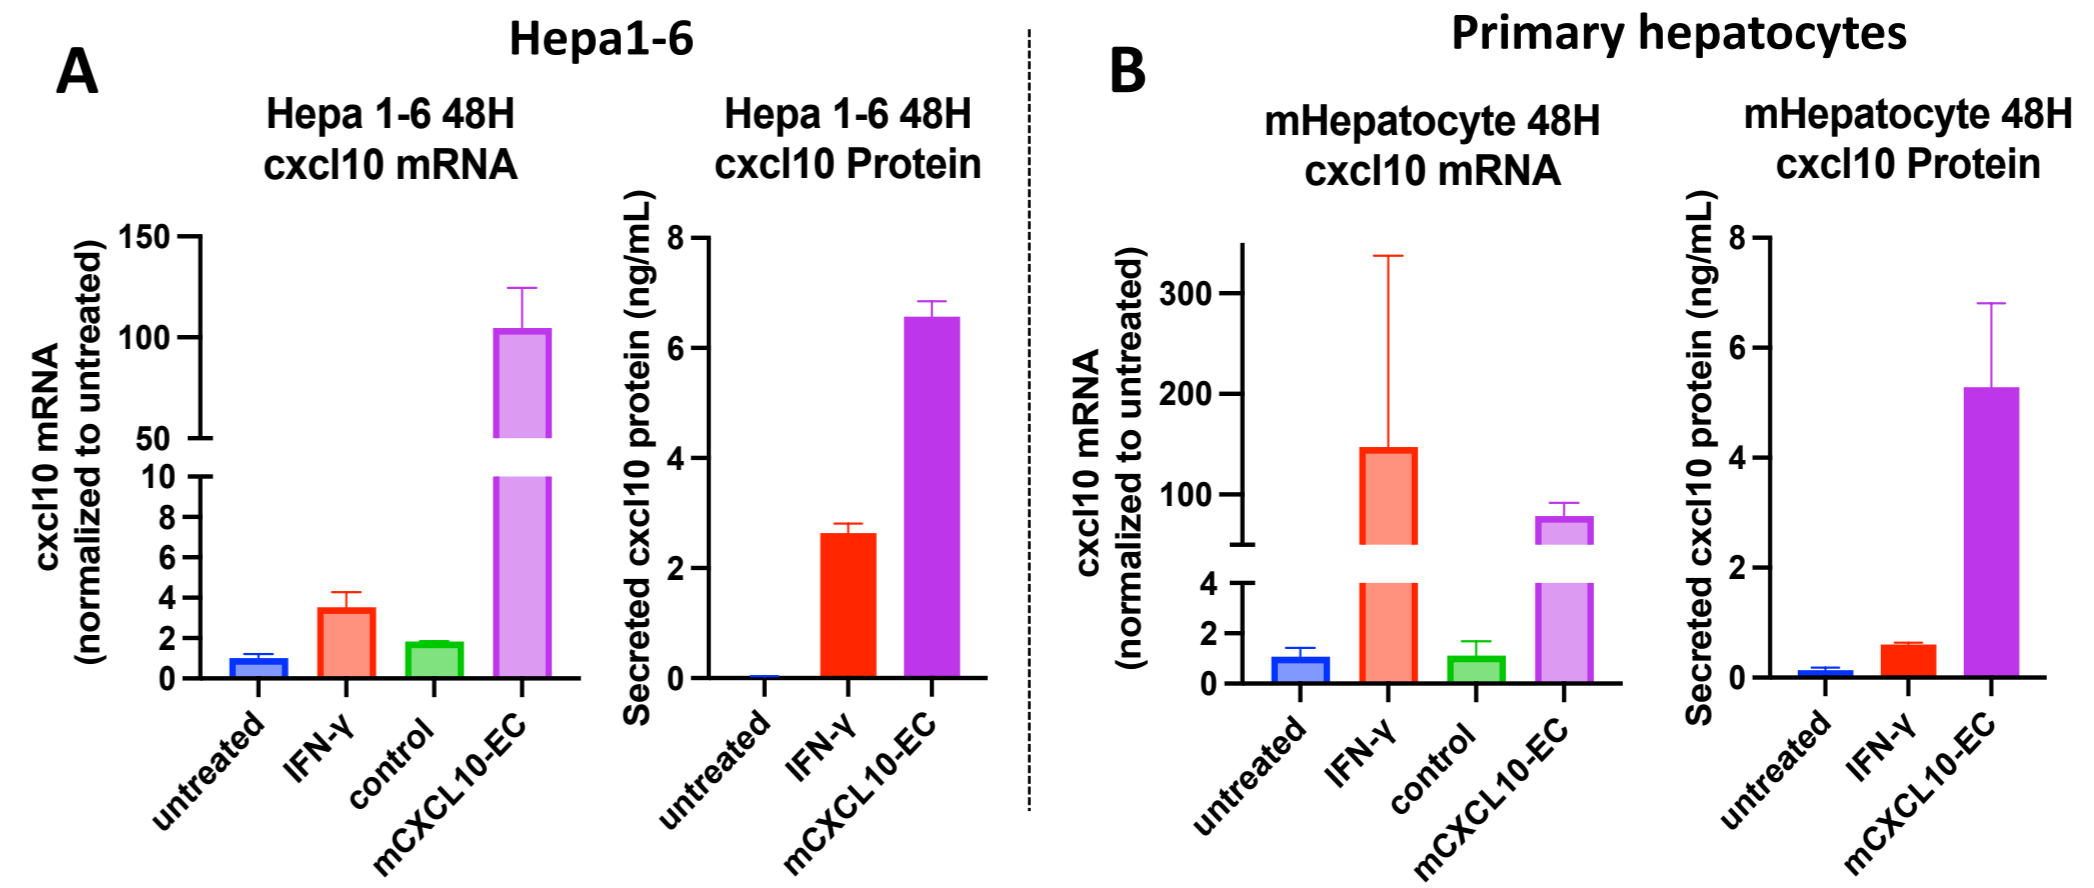 Hepa1-6
A
Hepa 1-6 48H
cxcl10 mRNA
cxcl10 mRNA
(normalized to untreated)
150
100
50
10
8
6
4
2
0
untreated
IFN-γ
control
mCXCL10-EC
Hepa 1-6 48H
cxcl10 Protein
Secreted cxcl10 protein (ng/mL)
8
6
4
2
0
untreated
IFN-γ
mCXCL10-EC
Primary hepatocytes
B
mHepatocyte 48H
cxcl10 mRNA
cxcl10 mRNA
(normalized to untreated)
300
200
100
4
2
0
untreated
IFN-γ
control
mCXCL10-EC
mHepatocyte 48H
cxcl10 Protein
Secreted cxcl10 protein (ng/mL)
8
6
4
2
0
untreated
IFN-γ
mCXCL10-EC